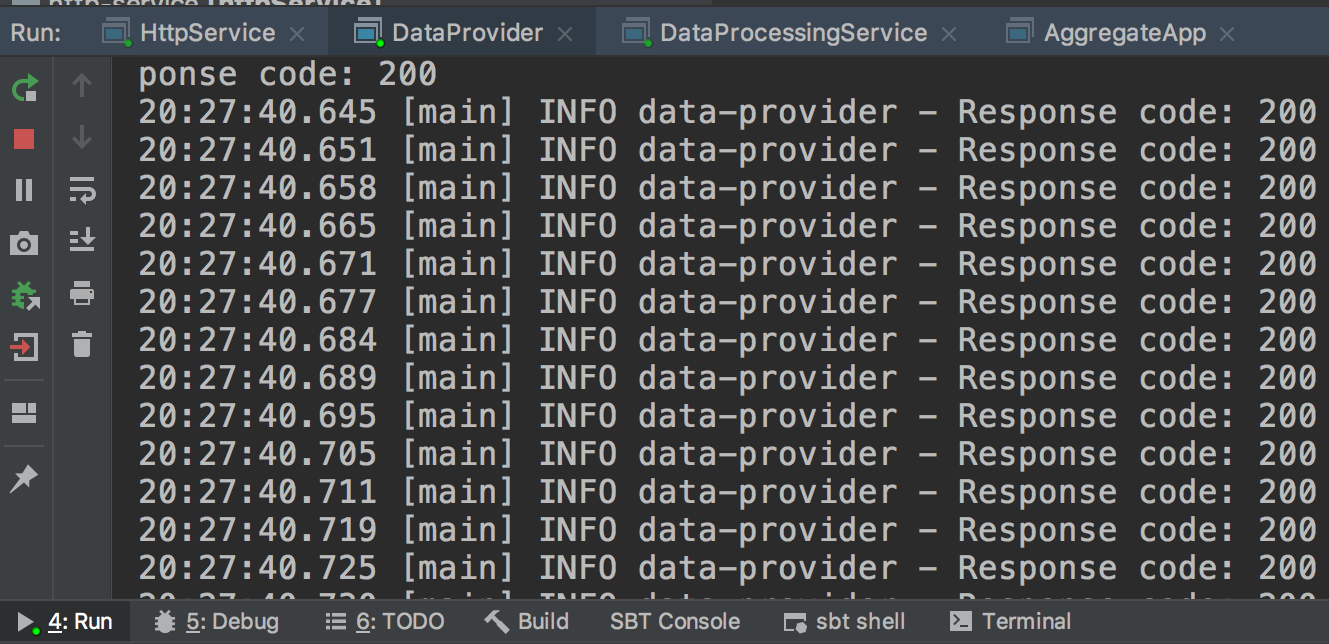 http-service [httpService]
Run: HttpService DataProvider DataProcessingService AggregateApp
ponse code: 200
20:27:40.645 [main] INFO data-provider - Response code: 200
20:27:40.651 [main] INFO data-provider - Response code: 200
20:27:40.658 [main] INFO data-provider - Response code: 200
20:27:40.665 [main] INFO data-provider - Response code: 200
20:27:40.671 [main] INFO data-provider - Response code: 200
20:27:40.677 [main] INFO data-provider - Response code: 200
20:27:40.684 [main] INFO data-provider - Response code: 200
20:27:40.689 [main] INFO data-provider - Response code: 200
20:27:40.695 [main] INFO data-provider - Response code: 200
20:27:40.705 [main] INFO data-provider - Response code: 200
20:27:40.711 [main] INFO data-provider - Response code: 200
20:27:40.719 [main] INFO data-provider - Response code: 200
20:27:40.725 [main] INFO data-provider - Response code: 200
4: Run 5: Debug 6: TODO Build SBT Console sbt shell Terminal